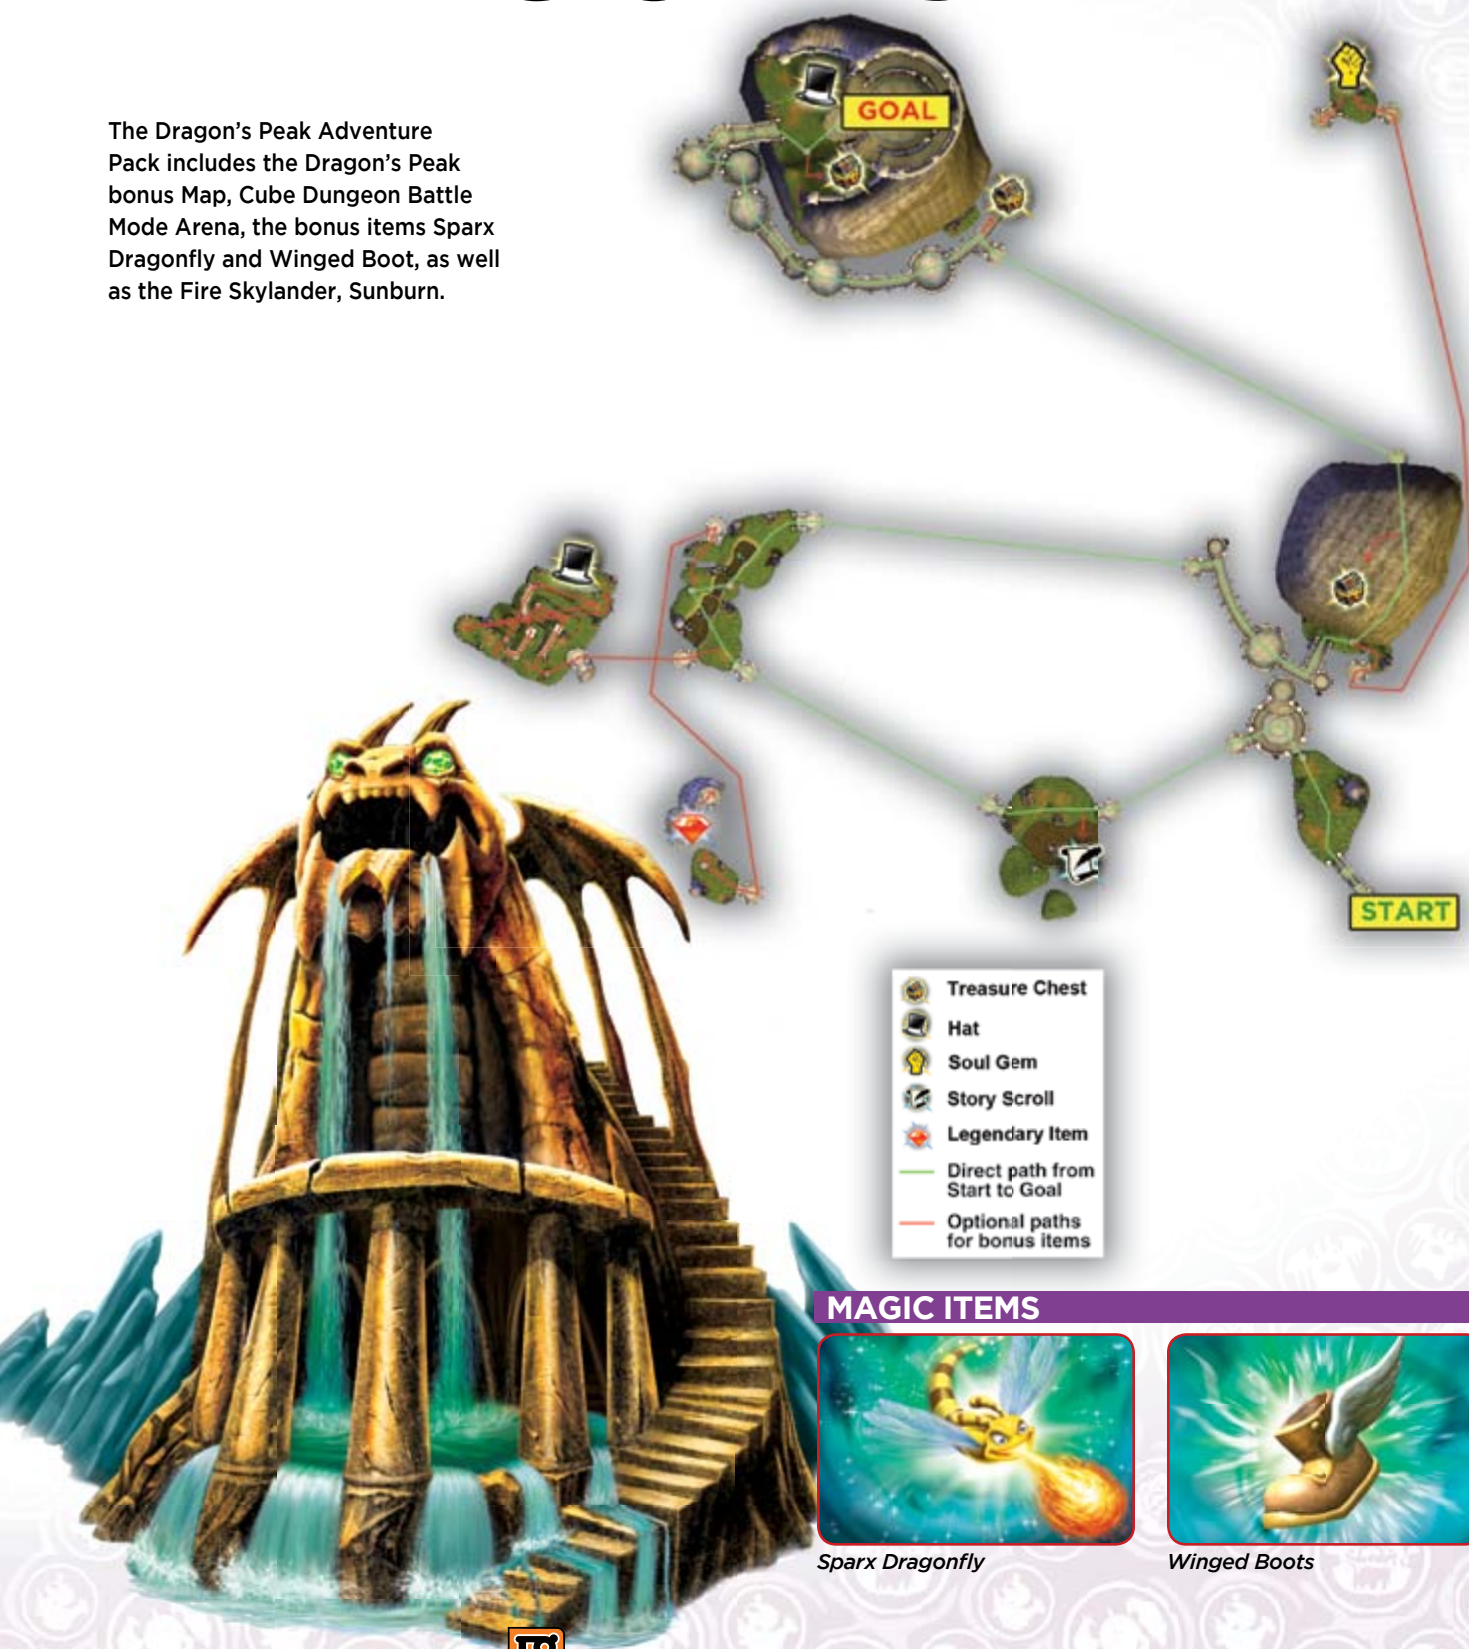 The Dragon's Peak Adventure
Pack includes the Dragon's Peak
bonus Map, Cube Dungeon Battle
Mode Arena, the bonus items Sparx
Dragonfly and Winged Boot, as well
as the Fire Skylander, Sunburn.
GOAL
START
Treasure Chest
Hat
Soul Gem
Story Scroll
Legendary Item
Direct path from
Start to Goal
Optional paths
for bonus items
MAGIC ITEMS
Sparx Dragonfly
Winged Boots